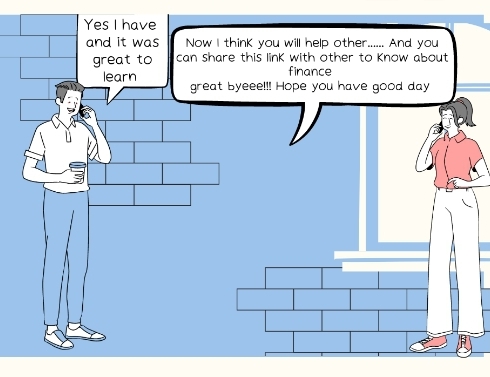 Yes I have
and it was
great to
learn
Now I think you will help other...... And you
can share this link with other to Know about
finance
great byeee!!! Hope you have good day